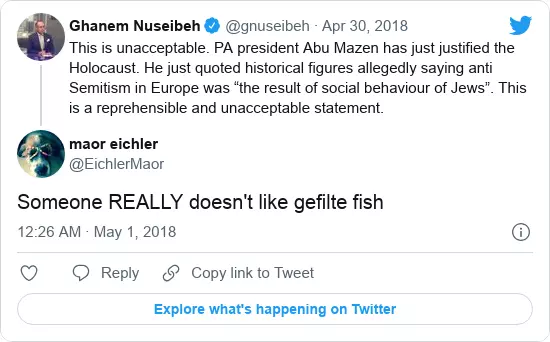 Ghanem Nuseibeh @gnuseibeh · Apr 30, 2018
This is unacceptable. PA president Abu Mazen has just justified the
Holocaust. He just quoted historical figures allegedly saying anti
Semitism in Europe was “the result of social behaviour of Jews”. This
is a reprehensible and unacceptable statement.
maor eichler
@EichlerMaor
Someone REALLY doesn't like gefilte fish
12:26 AM · May 1, 2018
Reply Copy link to Tweet
Explore what's happening on Twitter